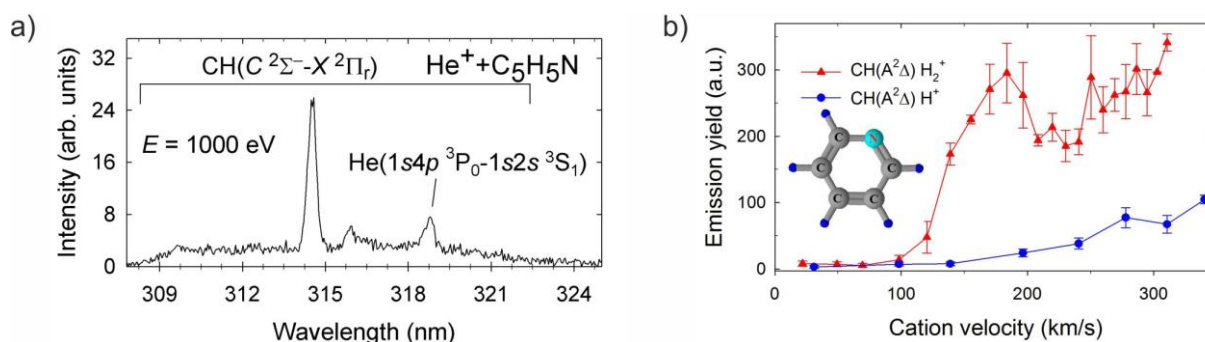 a)
Intensity (arb. units)
32
24
16
8
0
CH(C ²Σ⁻-X ²Πᵣ)
He⁺+C₅H₅N
E = 1000 eV
He(1s4p ³P₀-1s2s ³S₁)
309 312 315 318 321 324
Wavelength (nm)
b)
Emission yield (a.u.)
300
200
100
0
CH(A²Δ) H₂⁺
CH(A²Δ) H⁺
C N
C C
C C
0 100 200 300
Cation velocity (km/s)